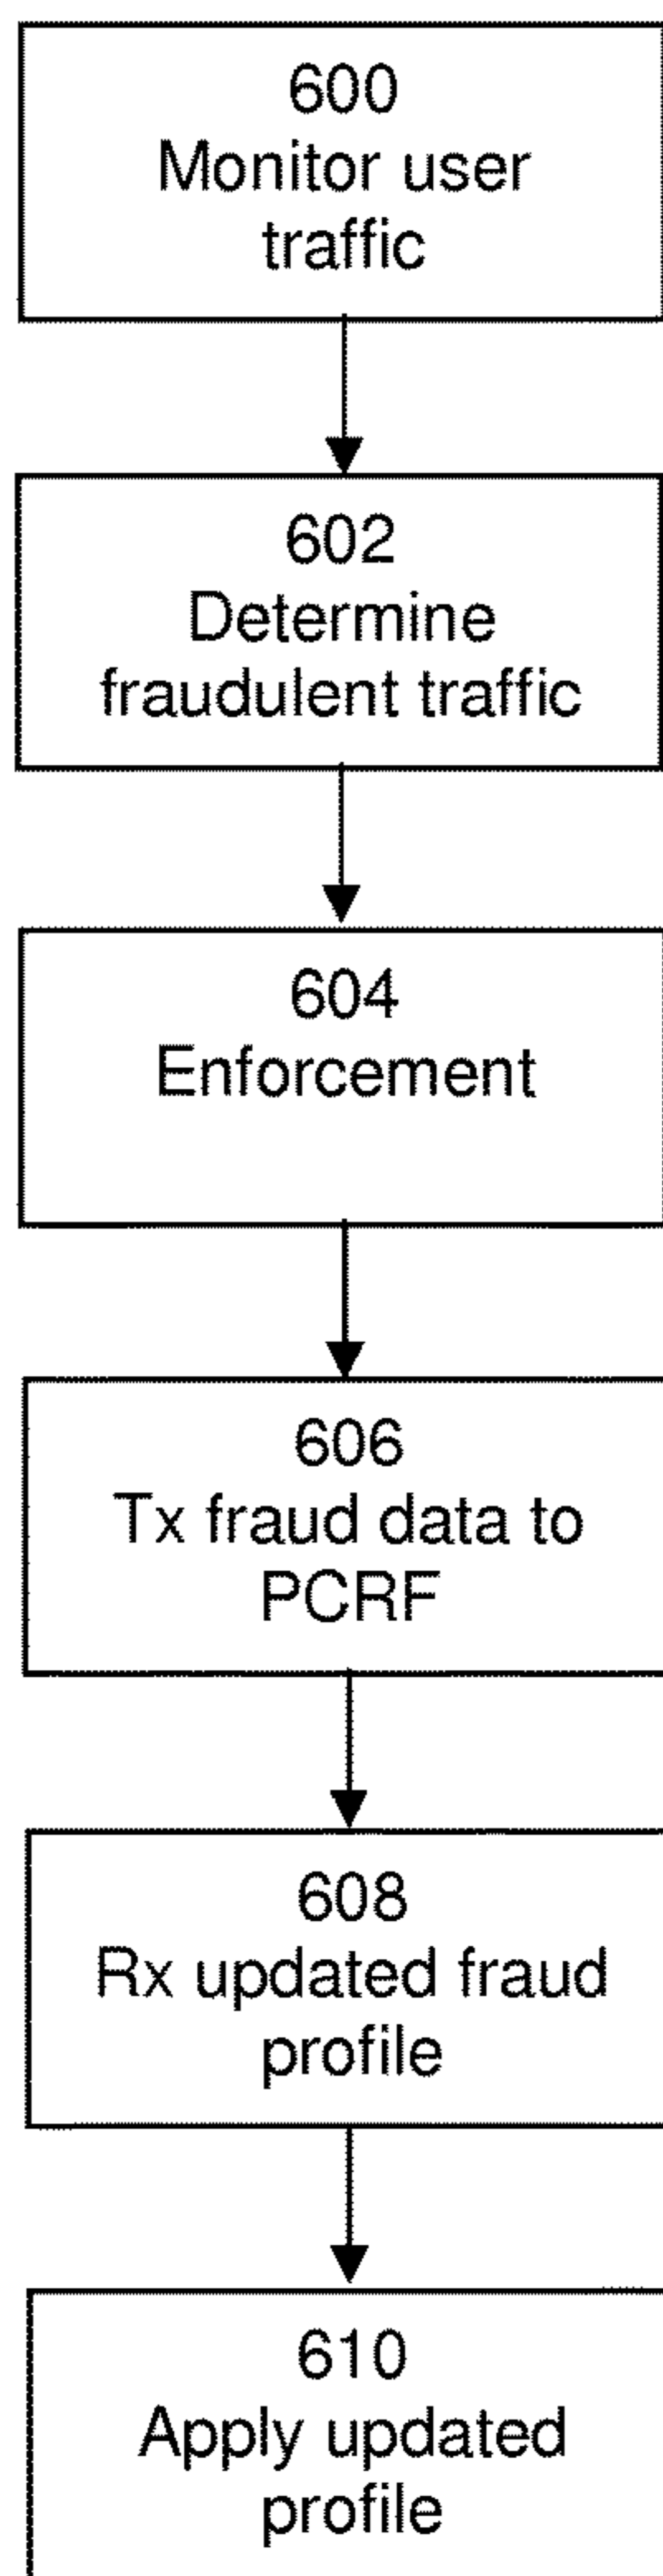 600
Monitor user
traffic
602
Determine
fraudulent traffic
604
Enforcement
606
Tx fraud data to
PCRF
608
Rx updated fraud
profile
610
Apply updated
profile